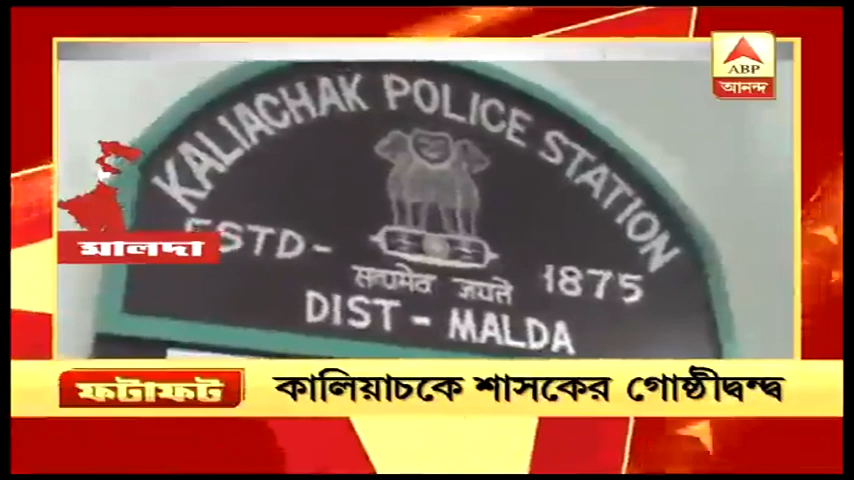 ABP
আনন্দ
KALIACHAK POLICE STATION
ESTD- 1875
सत्यमेव जयते
DIST- MALDA
মালদা
ফটাফট
কালিয়াচকে শাসকের গোষ্ঠীদ্বন্দ্ব